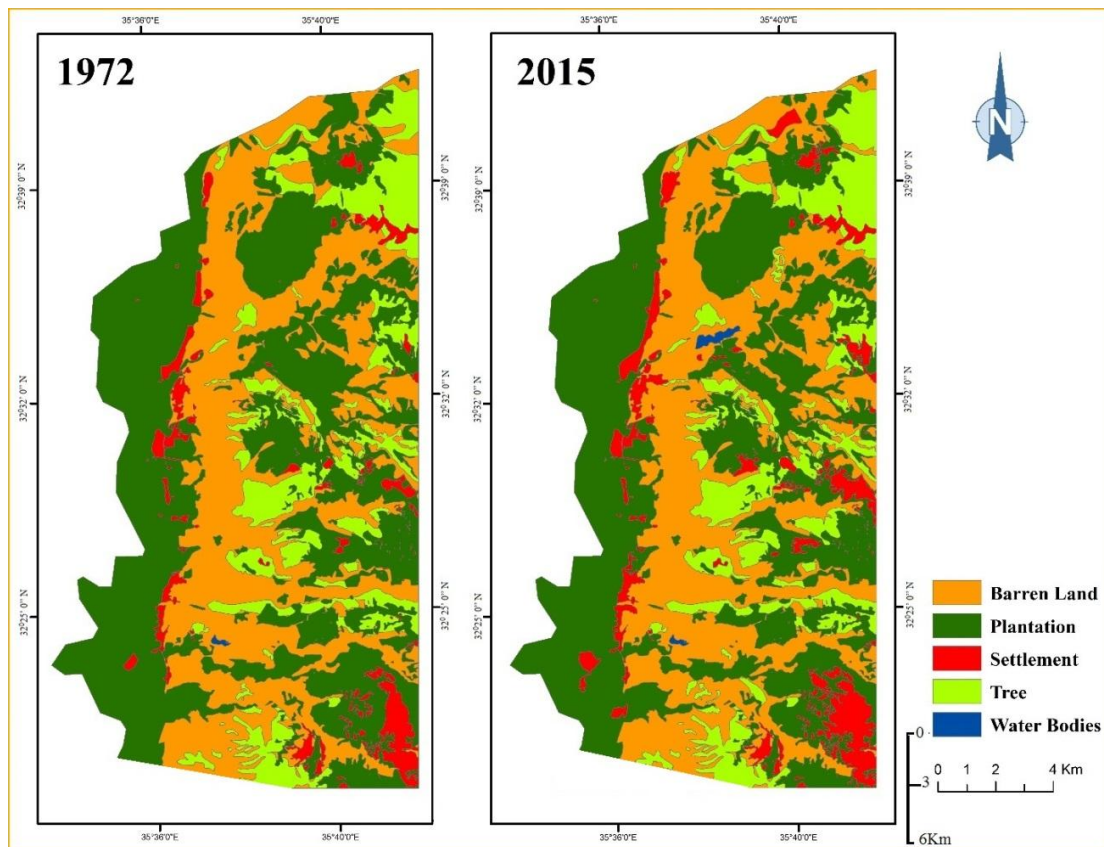 35°36'0"E 35°40'0"E 35°36'0"E 35°40'0"E
1972
2015
N
32°39' 0'' N
32°39' 0'' N
32°39' 0'' N
32°32' 0'' N
32°32' 0'' N
32°32' 0'' N
32°25' 0'' N
32°25' 0'' N
32°25' 0'' N
Barren Land
Plantation
Settlement
Tree
Water Bodies
0
0 1 2 4 Km
3
6Km
35°36'0"E 35°40'0"E 35°36'0"E 35°40'0"E